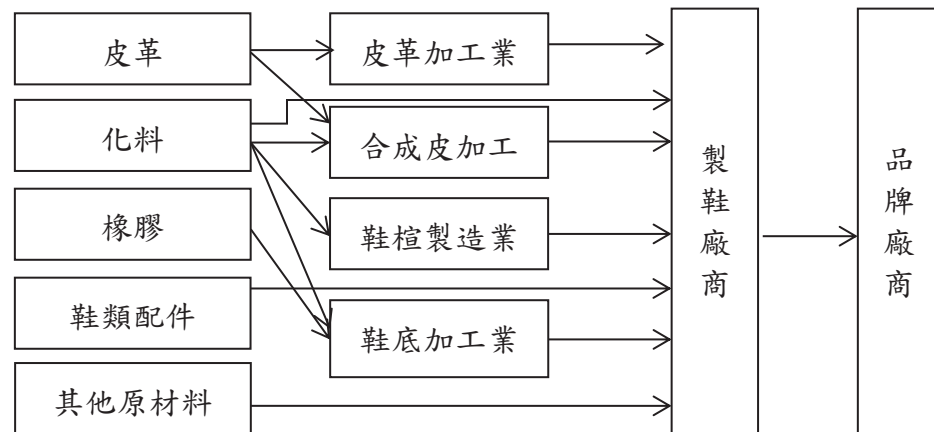 皮革
化料
橡膠
鞋類配件
其他原材料
皮革加工業
合成皮加工
鞋楦製造業
鞋底加工業
製鞋廠商
品牌廠商